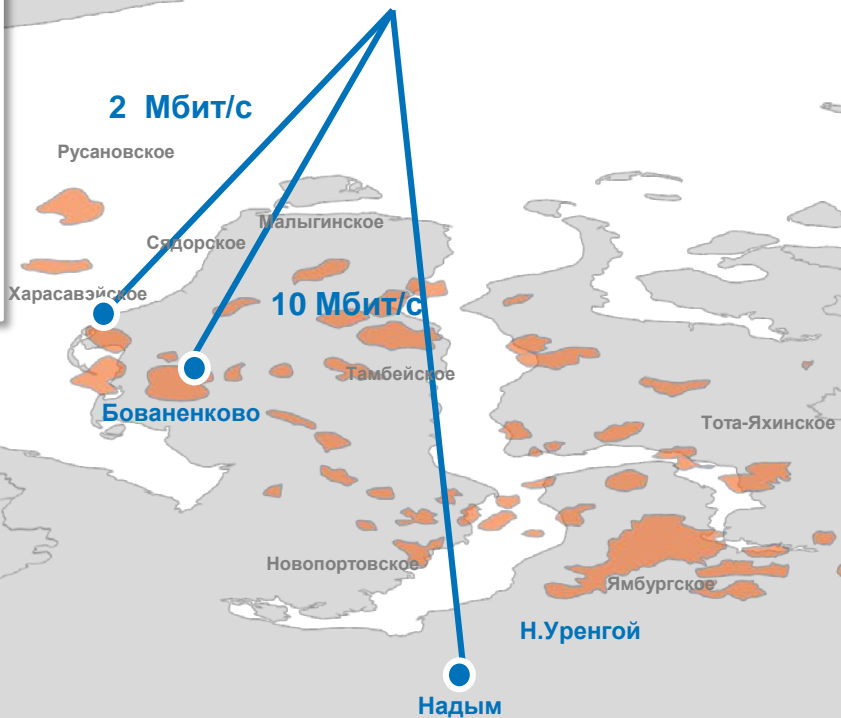 2 Мбит/с
Русановское
Малыгинское
Сядорское
Харасавэйское
10 Мбит/с
Тамбейское
Бованенково
Тота-Яхинское
Новопортовское
Ямбургское
Н.Уренгой
Надым